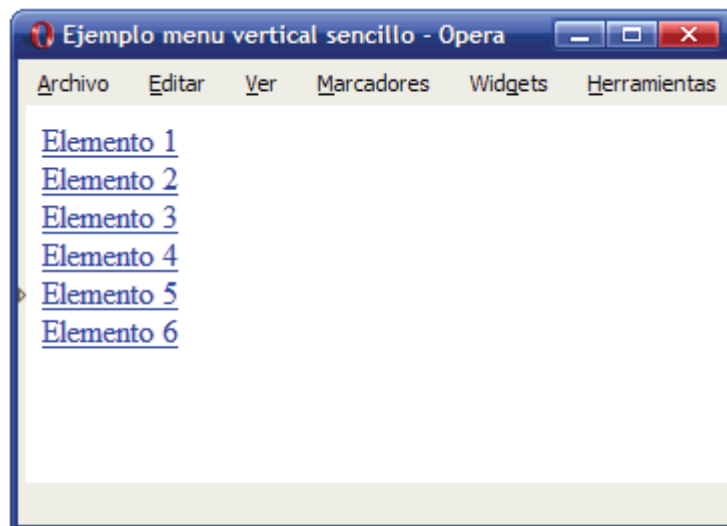 Ejemplo menu vertical sencillo - Opera
Archivo Editar Ver Marcadores Widgets Herramientas
Elemento 1
Elemento 2
Elemento 3
Elemento 4
Elemento 5
Elemento 6